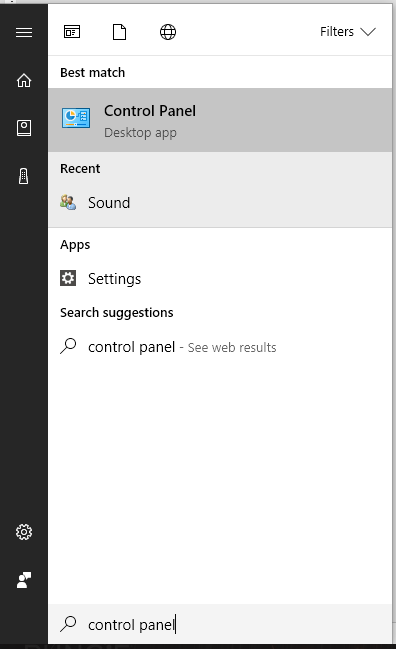 Filters
Best match
Control Panel
Desktop app
Recent
Sound
Apps
Settings
Search suggestions
control panel - See web results
control panel